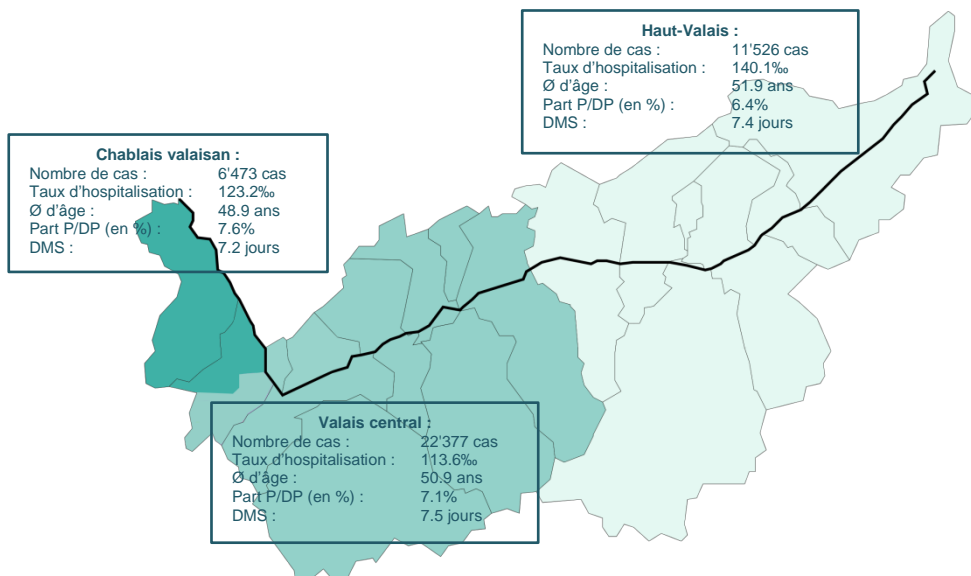 Haut-Valais :
Nombre de cas : 11'526 cas
Taux d'hospitalisation : 140.1‰
Ø d'âge : 51.9 ans
Part P/DP (en %) : 6.4%
DMS : 7.4 jours
Chablais valaisan :
Nombre de cas : 6'473 cas
Taux d'hospitalisation : 123.2‰
Ø d'âge : 48.9 ans
Part P/DP (en %) : 7.6%
DMS : 7.2 jours
Valais central :
Nombre de cas : 22'377 cas
Taux d'hospitalisation : 113.6‰
Ø d'âge : 50.9 ans
Part P/DP (en %) : 7.1%
DMS : 7.5 jours